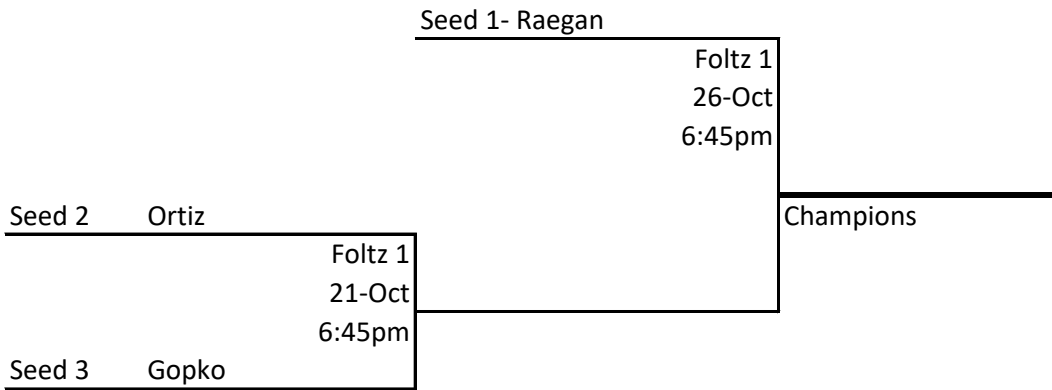 Seed 1- Raegan
Foltz 1
26-Oct
6:45pm
Seed 2 Ortiz
Champions
Foltz 1
21-Oct
6:45pm
Seed 3 Gopko